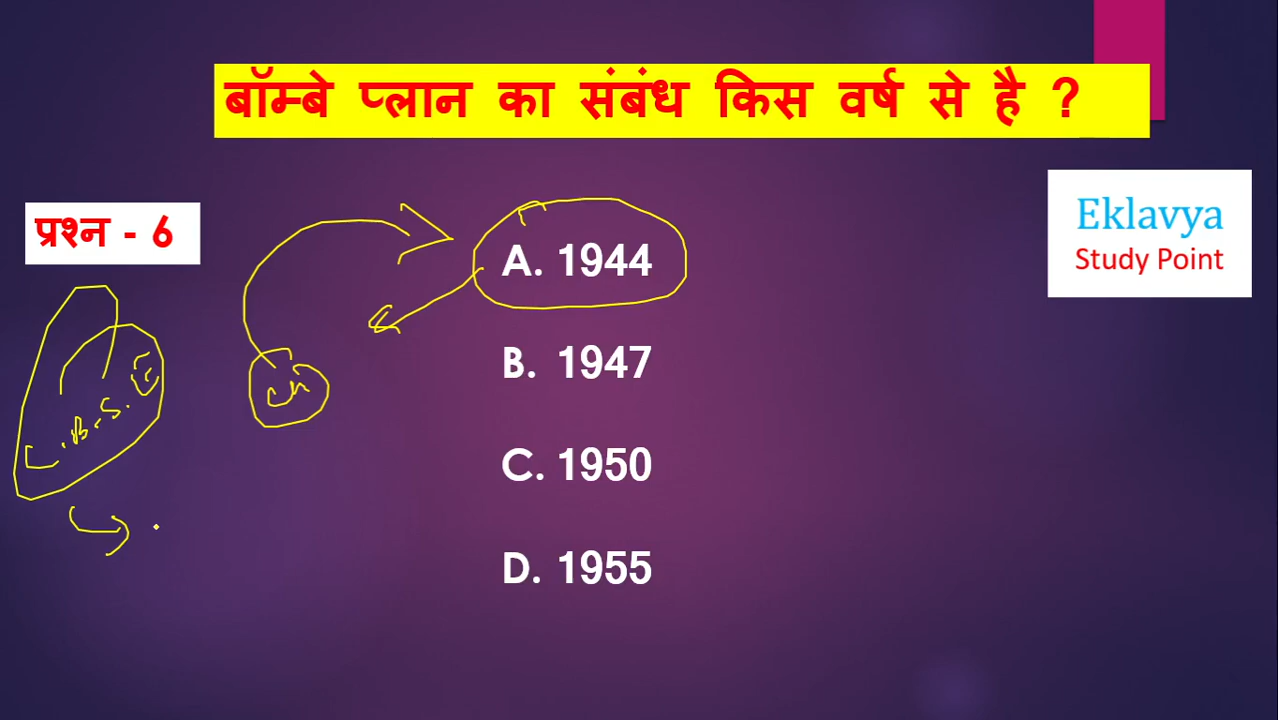 बॉम्बे प्लान का संबंध किस वर्ष से है ?
Eklavya
Study Point
प्रश्न - 6
A. 1944
B. 1947
C. 1950
D. 1955
C.B.S.E